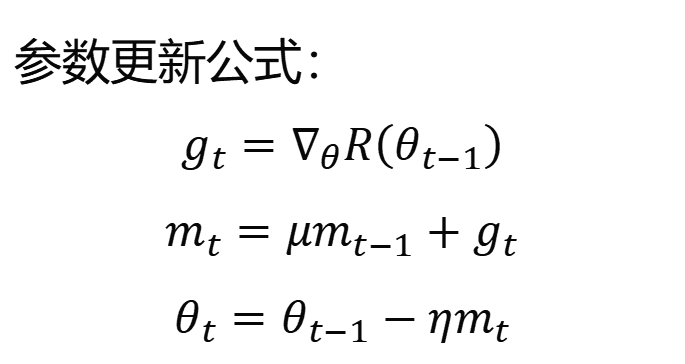 参数更新公式：
g_t = ∇_θ R(θ_{t−1})
m_t = μm_{t−1} + g_t
θ_t = θ_{t−1} − ηm_t